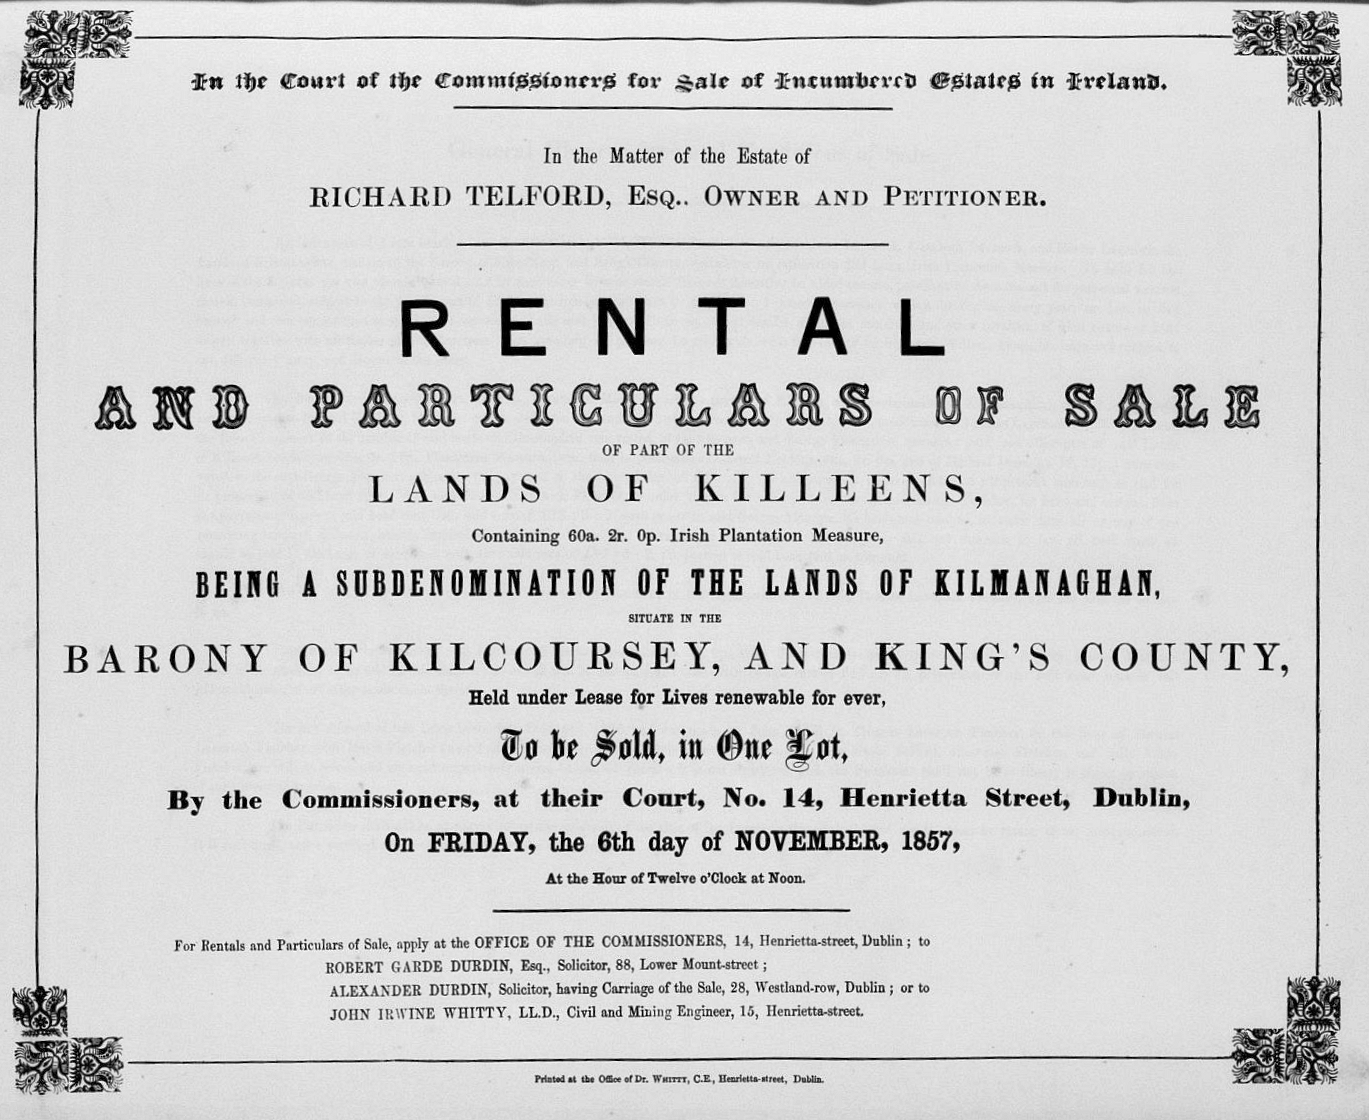 In the Court of the Commissioners for Sale of Incumbered Estates in Ireland.
In the Matter of the Estate of
RICHARD TELFORD, ESQ.. OWNER AND PETITIONER.
RENTAL
AND PARTICULARS OF SALE
OF PART OF THE
LANDS OF KILLEENS,
Containing 60a. 2r. 0p. Irish Plantation Measure,
BEING A SUBDENOMINATION OF THE LANDS OF KILMANAGHAN,
SITUATE IN THE
BARONY OF KILCOURSEY, AND KING'S COUNTY,
Held under Lease for Lives renewable for ever,
To be Sold, in One Lot,
By the Commissioners, at their Court, No. 14, Henrietta Street, Dublin,
On FRIDAY, the 6th day of NOVEMBER, 1857,
At the Hour of Twelve o'Clock at Noon.
For Rentals and Particulars of Sale, apply at the OFFICE OF THE COMMISSIONERS, 14, Henrietta-street, Dublin; to
ROBERT GARDE DURDIN, Esq., Solicitor, 88, Lower Mount-street;
ALEXANDER DURDIN, Solicitor, having Carriage of the Sale, 28, Westland-row, Dublin; or to
JOHN IRWINE WHITTY, LL.D., Civil and Mining Engineer, 15, Henrietta-street.
Printed at the Office of Dr. WHITTY, C.E., Henrietta-street, Dublin.